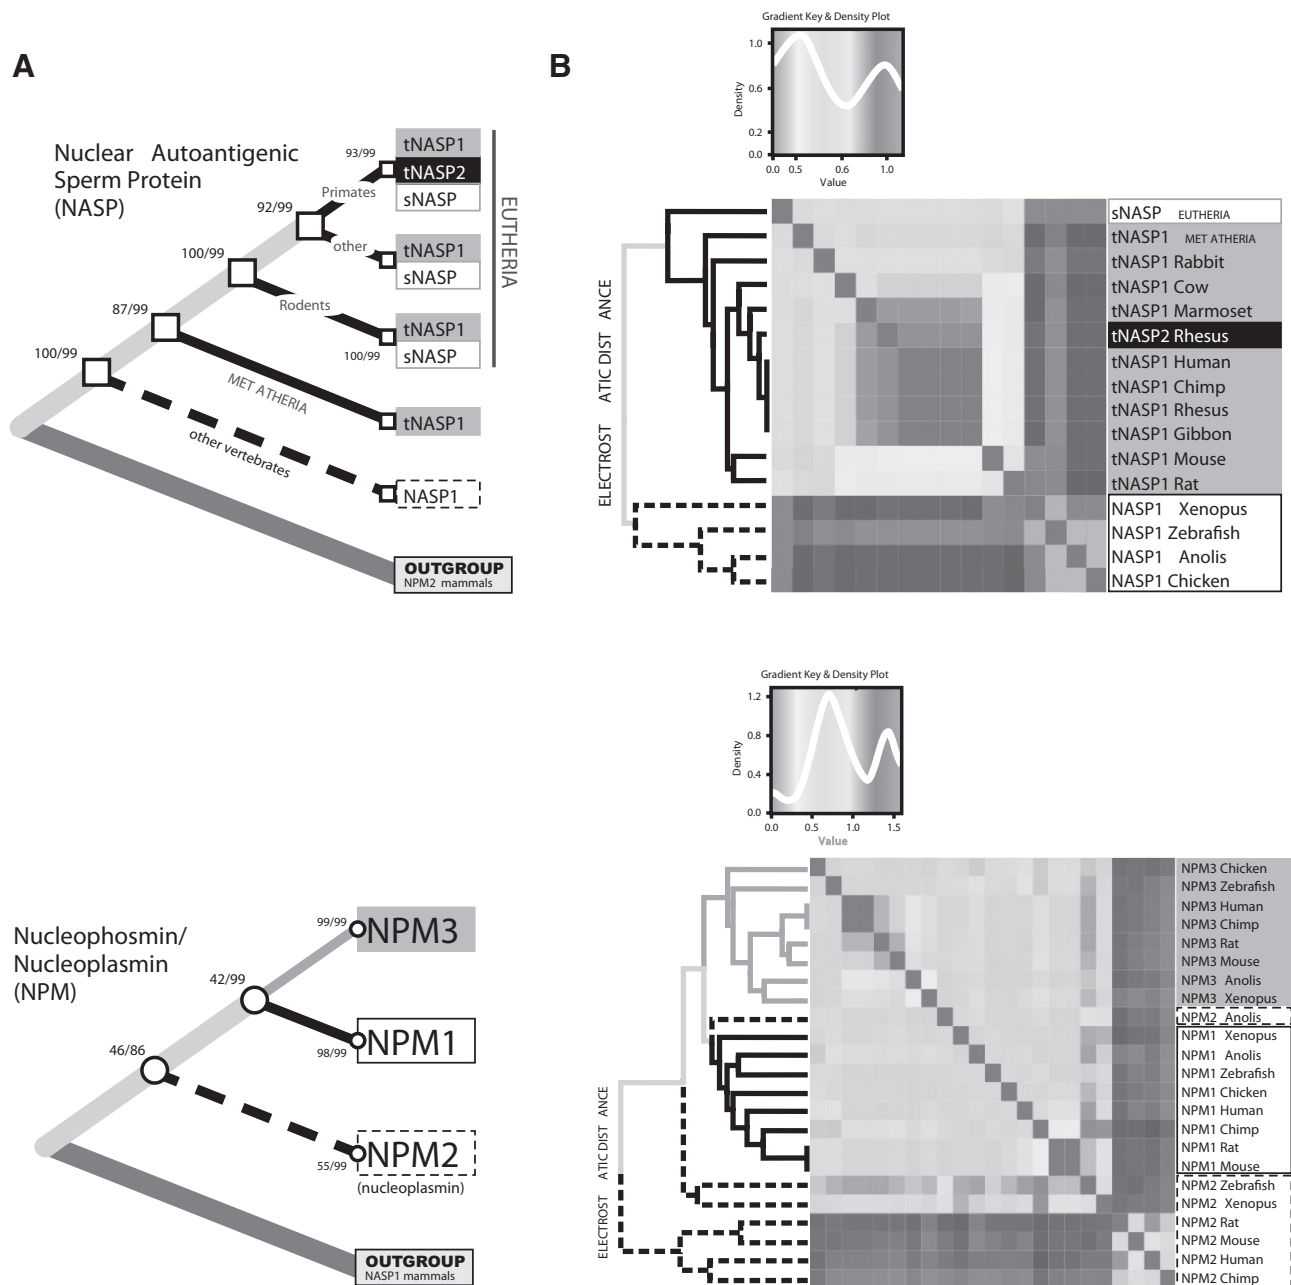 A
Nuclear Autoantigenic
Sperm Protein
(NASP)
93/99
tNASP1
tNASP2
sNASP
Primates
92/99
other
tNASP1
sNASP
EUTHERIA
100/99
Rodents
tNASP1
sNASP
100/99
87/99
MET ATHERIA
tNASP1
100/99
other vertebrates
NASP1
OUTGROUP
NPM2 mammals
B
Gradient Key & Density Plot
1.0
0.6
0.2
0.0
Density
0.0 0.5 0.6 1.0
Value
ELECTROST ATIC DIST ANCE
sNASP EUTHERIA
tNASP1 MET ATHERIA
tNASP1 Rabbit
tNASP1 Cow
tNASP1 Marmoset
tNASP2 Rhesus
tNASP1 Human
tNASP1 Chimp
tNASP1 Rhesus
tNASP1 Gibbon
tNASP1 Mouse
tNASP1 Rat
NASP1 Xenopus
NASP1 Zebrafish
NASP1 Anolis
NASP1 Chicken
Nucleophosmin/
Nucleoplasmin
(NPM)
99/99
NPM3
42/99
98/99
NPM1
46/86
55/99
NPM2
(nucleoplasmin)
OUTGROUP
NASP1 mammals
Gradient Key & Density Plot
1.2
0.8
0.4
0.0
Density
0.0 0.5 1.0 1.5
Value
ELECTROST ATIC DIST ANCE
NPM3 Chicken
NPM3 Zebrafish
NPM3 Human
NPM3 Chimp
NPM3 Rat
NPM3 Mouse
NPM3 Anolis
NPM3 Xenopus
NPM2 Anolis
NPM1 Xenopus
NPM1 Anolis
NPM1 Zebrafish
NPM1 Chicken
NPM1 Human
NPM1 Chimp
NPM1 Rat
NPM1 Mouse
NPM2 Zebrafish
NPM2 Xenopus
NPM2 Rat
NPM2 Mouse
NPM2 Human
NPM2 Chimp